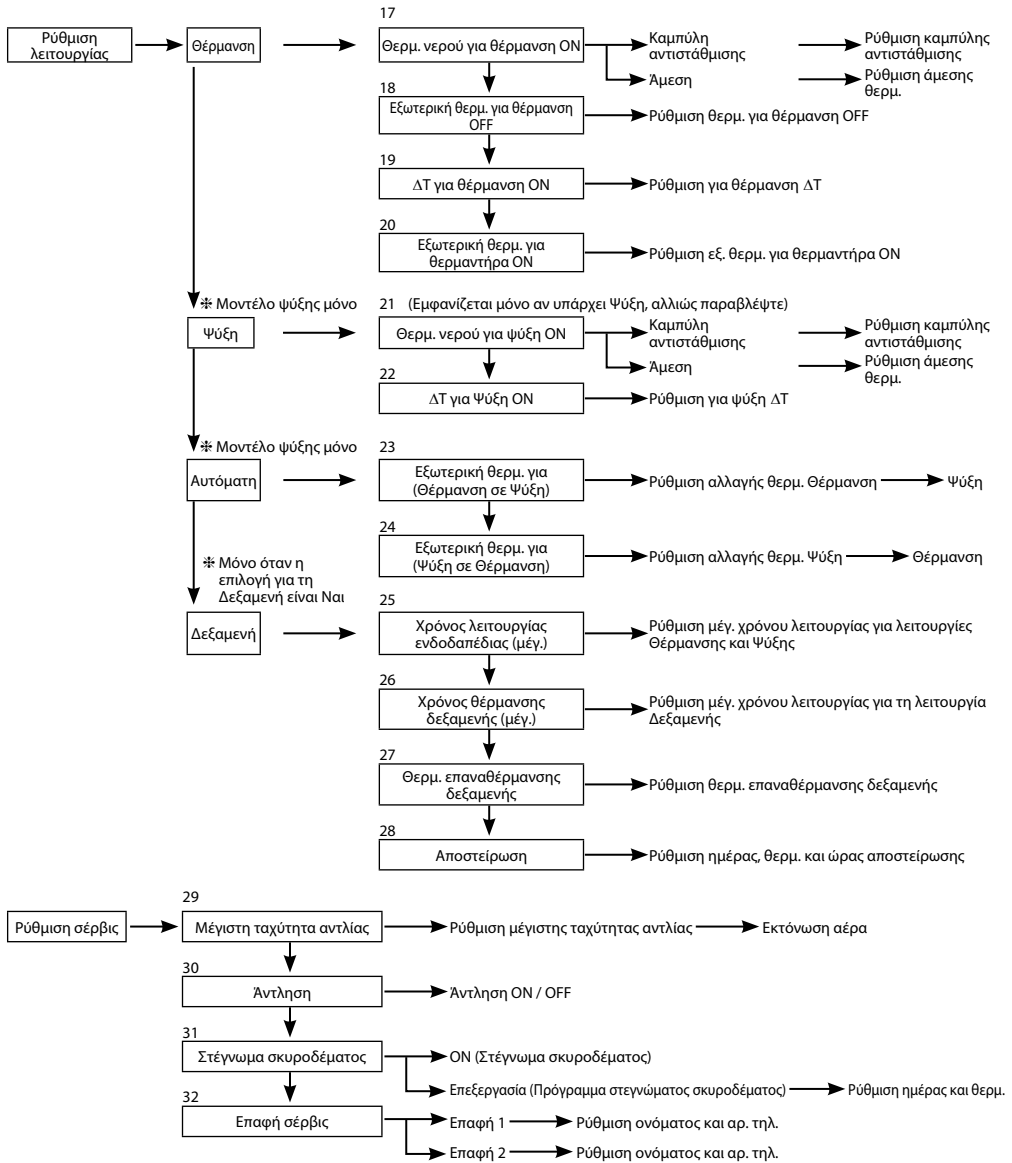 17
Ρύθμιση
λειτουργίας
Θέρμανση
Θερμ. νερού για θέρμανση ON
Καμπύλη
αντιστάθμισης
Ρύθμιση καμπύλης
αντιστάθμισης
Άμεση
Ρύθμιση άμεσης
θερμ.
18
Εξωτερική θερμ. για θέρμανση
OFF
Ρύθμιση θερμ. για θέρμανση OFF
19
ΔT για θέρμανση ON
Ρύθμιση για θέρμανση ΔT
20
Εξωτερική θερμ. για
θερμαντήρα ON
Ρύθμιση εξ. θερμ. για θερμαντήρα ON
❉ Μοντέλο ψύξης μόνο
21 (Εμφανίζεται μόνο αν υπάρχει Ψύξη, αλλιώς παραβλέψτε)
Ψύξη
Θερμ. νερού για ψύξη ON
Καμπύλη
αντιστάθμισης
Ρύθμιση καμπύλης
αντιστάθμισης
Άμεση
Ρύθμιση άμεσης
θερμ.
22
ΔT για Ψύξη ON
Ρύθμιση για ψύξη ΔT
❉ Μοντέλο ψύξης μόνο
23
Αυτόματη
Εξωτερική θερμ. για
(Θέρμανση σε Ψύξη)
Ρύθμιση αλλαγής θερμ. Θέρμανση
Ψύξη
24
Εξωτερική θερμ. για
(Ψύξη σε Θέρμανση)
Ρύθμιση αλλαγής θερμ. Ψύξη
Θέρμανση
❉ Μόνο όταν η
επιλογή για τη
Δεξαμενή είναι Ναι
25
Δεξαμενή
Χρόνος λειτουργίας
ενδοδαπέδιας (μέγ.)
Ρύθμιση μέγ. χρόνου λειτουργίας για λειτουργίες
Θέρμανσης και Ψύξης
26
Χρόνος θέρμανσης
δεξαμενής (μέγ.)
Ρύθμιση μέγ. χρόνου λειτουργίας για τη λειτουργία
Δεξαμενής
27
Θερμ. επαναθέρμανσης
δεξαμενής
Ρύθμιση θερμ. επαναθέρμανσης δεξαμενής
28
Αποστείρωση
Ρύθμιση ημέρας, θερμ. και ώρας αποστείρωσης
29
Ρύθμιση σέρβις
Μέγιστη ταχύτητα αντλίας
Ρύθμιση μέγιστης ταχύτητας αντλίας
Εκτόνωση αέρα
30
Άντληση
Άντληση ON / OFF
31
Στέγνωμα σκυροδέματος
ON (Στέγνωμα σκυροδέματος)
Επεξεργασία (Πρόγραμμα στεγνώματος σκυροδέματος)
Ρύθμιση ημέρας και θερμ.
32
Επαφή σέρβις
Επαφή 1
Ρύθμιση ονόματος και αρ. τηλ.
Επαφή 2
Ρύθμιση ονόματος και αρ. τηλ.